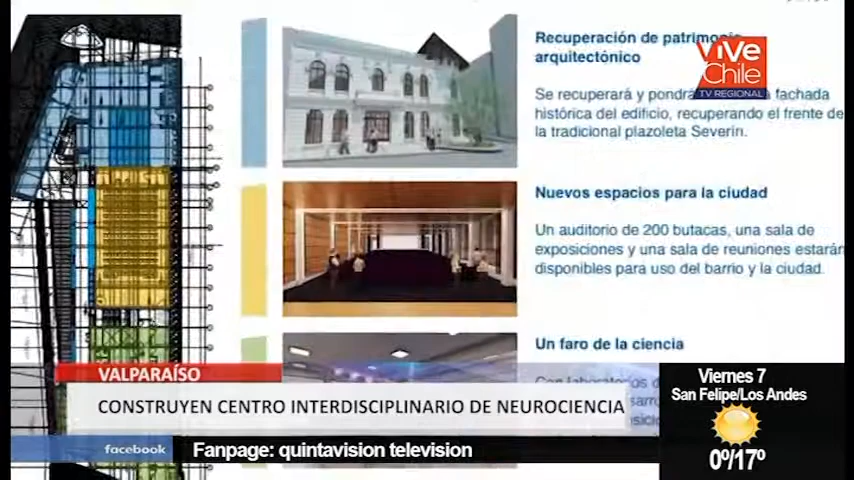 Recuperación de patrimonio
arquitectónico
ViVe
Chile
TV REGIONAL
Se recuperará y pondrá a fachada
histórica del edificio, recuperando el frente de
la tradicional plazoleta Severin.
Nuevos espacios para la ciudad
Un auditorio de 200 butacas, una sala de
exposiciones y una sala de reuniones estarán
disponibles para uso del barrio y la ciudad.
Un faro de la ciencia
VALPARAÍSO
CONSTRUYEN CENTRO INTERDISCIPLINARIO DE NEUROCIENCIA
facebook
Fanpage: quintavision television
Viernes 7
San Felipe/Los Andes
0º/17º